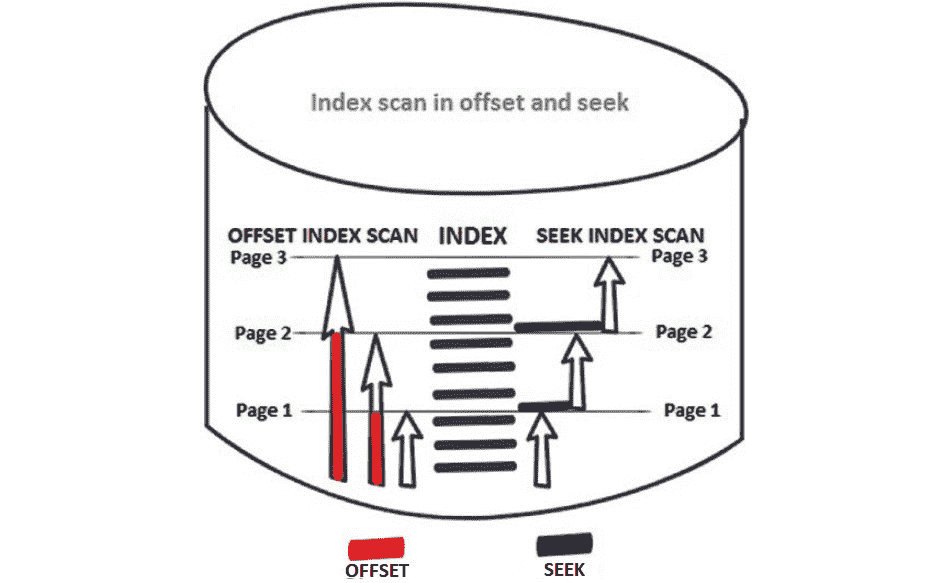 Index scan in offset and seek
OFFSET INDEX SCAN INDEX SEEK INDEX SCAN
Page 3 Page 3
Page 2 Page 2
Page 1 Page 1
OFFSET SEEK